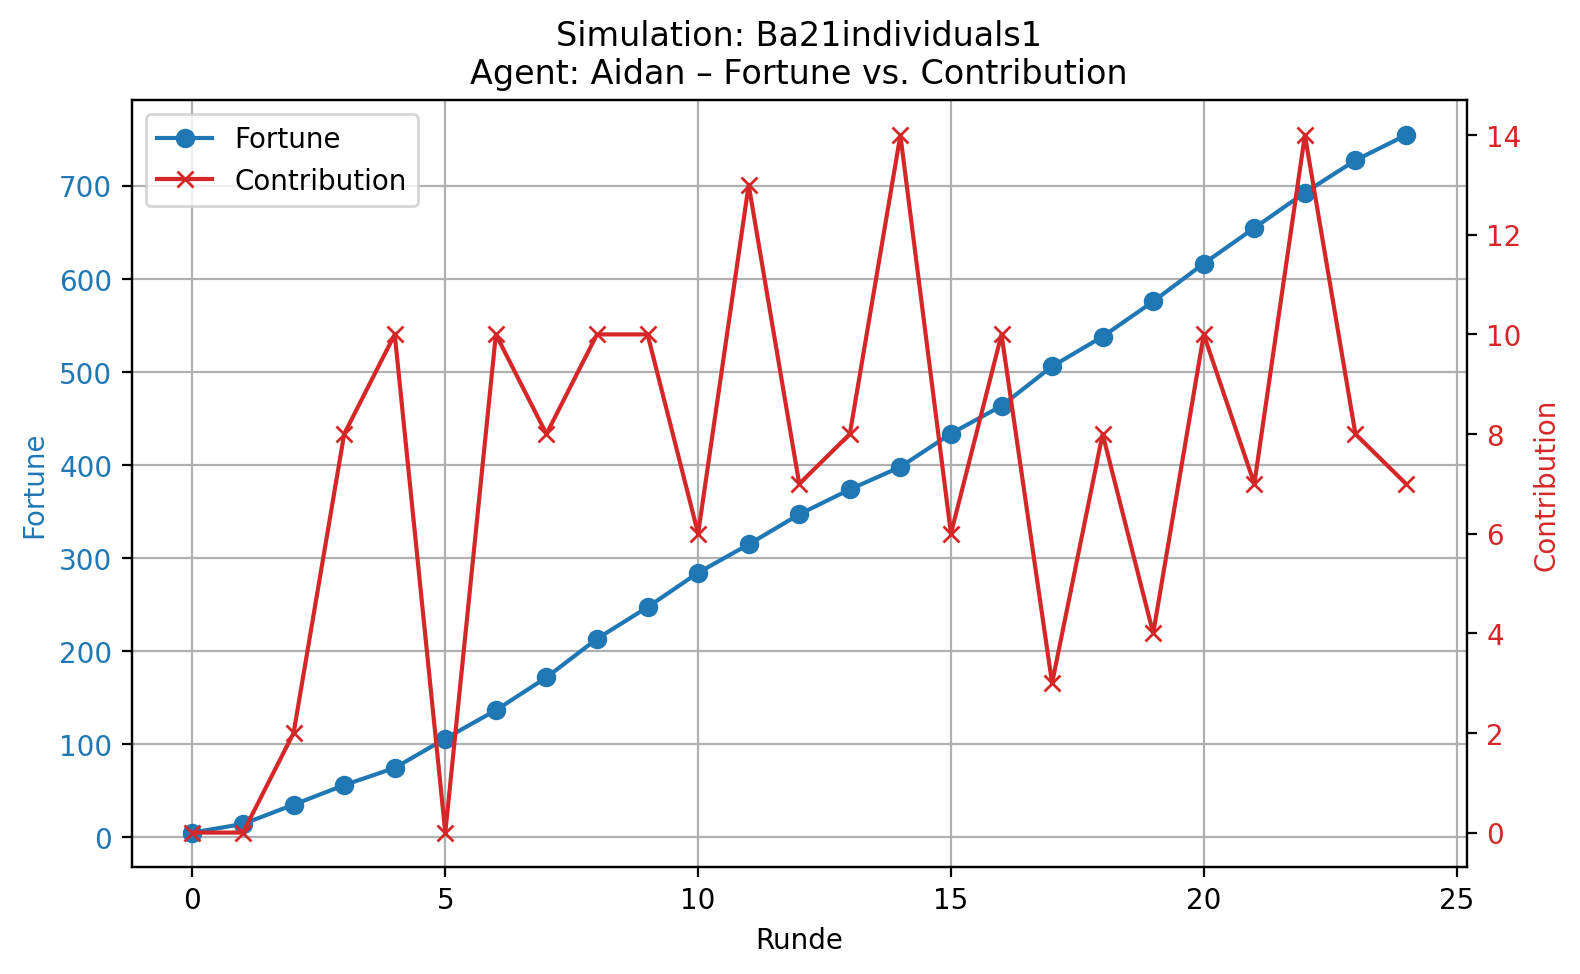 Simulation: Ba21individuals1
Agent: Aidan – Fortune vs. Contribution
Fortune
Contribution
700
600
500
400
300
200
100
0
Fortune
14
12
10
8
6
4
2
0
Contribution
0 5 10 15 20 25
Runde